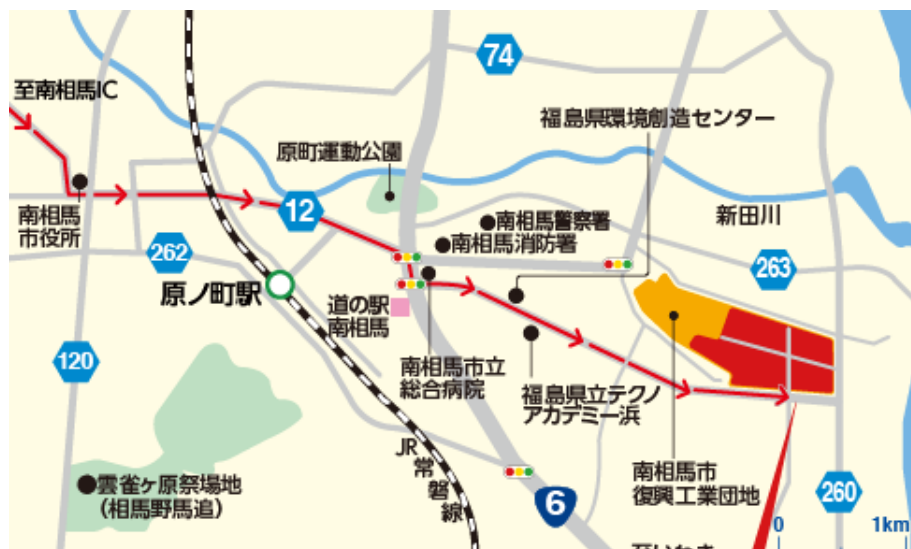 74
至南相馬IC
福島県環境創造センター
原町運動公園
12
南相馬
市役所
南相馬警察署
南相馬消防署
新田川
262
263
原ノ町駅
道の駅
南相馬
120
南相馬市立
総合病院
福島県立テクノ
アカデミー浜
JR常磐線
雲雀ヶ原祭場地
(相馬野馬追)
南相馬市
復興工業団地
6
260
0
1km